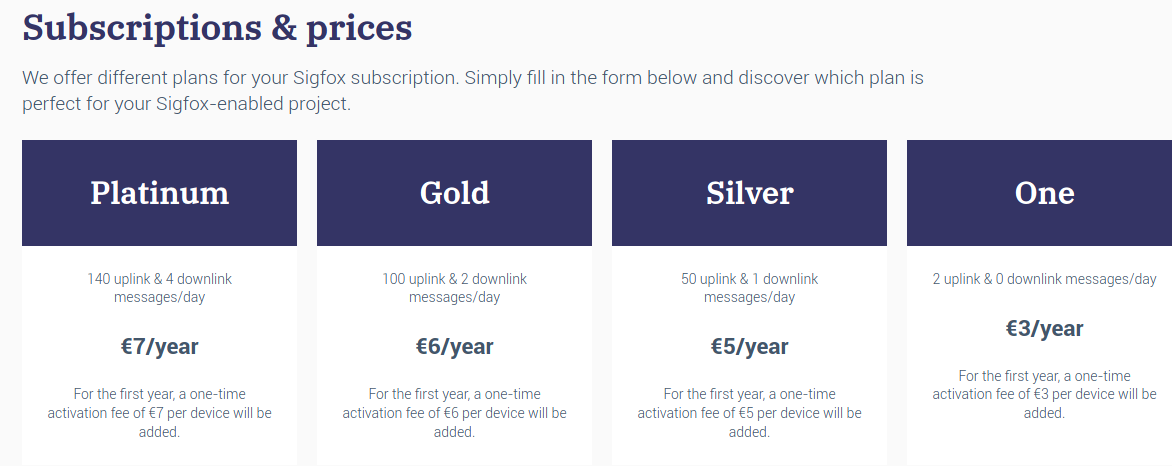 Subscriptions & prices
We offer different plans for your Sigfox subscription. Simply fill in the form below and discover which plan is
perfect for your Sigfox-enabled project.
Platinum
140 uplink & 4 downlink
messages/day
€7/year
For the first year, a one-time
activation fee of €7 per device will be
added.
Gold
100 uplink & 2 downlink
messages/day
€6/year
For the first year, a one-time
activation fee of €6 per device will be
added.
Silver
50 uplink & 1 downlink
messages/day
€5/year
For the first year, a one-time
activation fee of €5 per device will be
added.
One
2 uplink & 0 downlink messages/day
€3/year
For the first year, a one-time
activation fee of €3 per device will be
added.